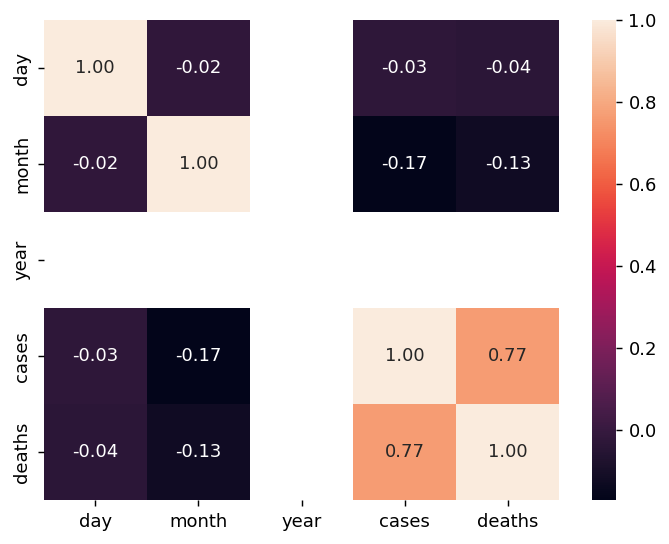 day 1.00 -0.02 -0.03 -0.04
month -0.02 1.00 -0.17 -0.13
year
cases -0.03 -0.17 1.00 0.77
deaths -0.04 -0.13 0.77 1.00
day month year cases deaths
1.0
0.8
0.6
0.4
0.2
0.0